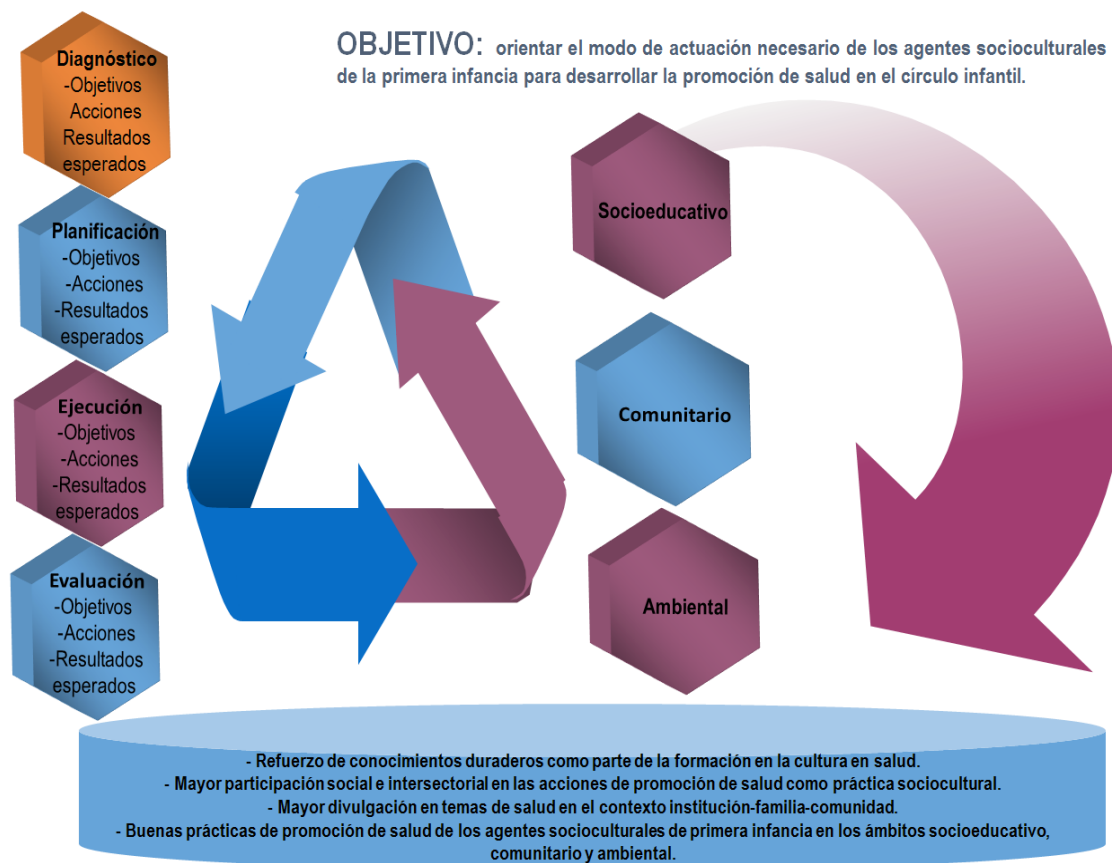 OBJETIVO: orientar el modo de actuación necesario de los agentes socioculturales
de la primera infancia para desarrollar la promoción de salud en el círculo infantil.
Diagnóstico
-Objetivos
Acciones
Resultados
esperados
Planificación
-Objetivos
-Acciones
-Resultados
esperados
Ejecución
-Objetivos
-Acciones
-Resultados
esperados
Evaluación
-Objetivos
-Acciones
-Resultados
esperados
Socioeducativo
Comunitario
Ambiental
- Refuerzo de conocimientos duraderos como parte de la formación en la cultura en salud.
- Mayor participación social e intersectorial en las acciones de promoción de salud como práctica sociocultural.
- Mayor divulgación en temas de salud en el contexto institución-familia-comunidad.
- Buenas prácticas de promoción de salud de los agentes socioculturales de primera infancia en los ámbitos socioeducativo,
comunitario y ambiental.